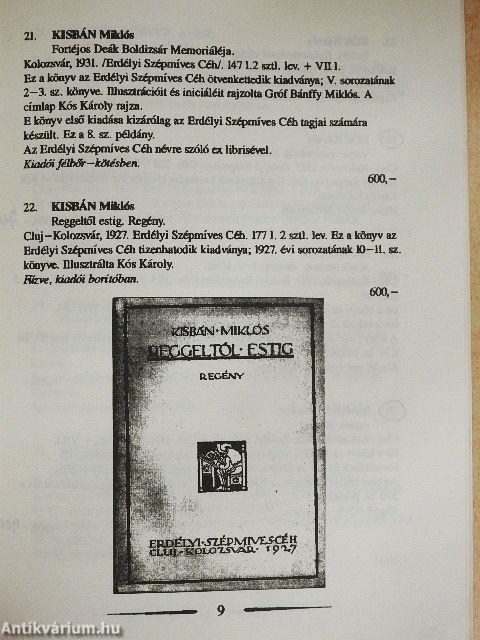 21. KISBÁN Miklós
Fortéjos Deák Boldizsár Memoriáléja.
Kolozsvár, 1931. /Erdélyi Szépmíves Céh/. 147 l. 2 sztl. lev. + VII l.
Ez a könyv az Erdélyi Szépmíves Céh ötvenkettedik kiadványa; V. sorozatának
2–3. sz. könyve. Illusztrációit és iniciáléit rajzolta Gróf Bánffy Miklós. A
címlap Kós Károly rajza.
E könyv első kiadása kizárólag az Erdélyi Szépmíves Céh tagjai számára
készült. Ez a 8. sz. példány.
Az Erdélyi Szépmíves Céh névre szóló ex librisével.
Kiadói félbőr–kötésben.
600,–
22. KISBÁN Miklós
Reggeltől estig. Regény.
Cluj–Kolozsvár, 1927. Erdélyi Szépmíves Céh. 177 l. 2 sztl. lev. Ez a könyv az
Erdélyi Szépmíves Céh tizenhatodik kiadványa; 1927. évi sorozatának 10–11. sz.
könyve. Illusztrálta Kós Károly.
Fűzve, kiadói borítóban.
600,–
KISBÁN·MIKLÓS
REGGELTŐL·ESTIG
REGÉNY
ERDÉLYI·SZÉPMIVES·CÉH
CLUJ·KOLOZSVÁR·1927
9
Antikvárium.hu